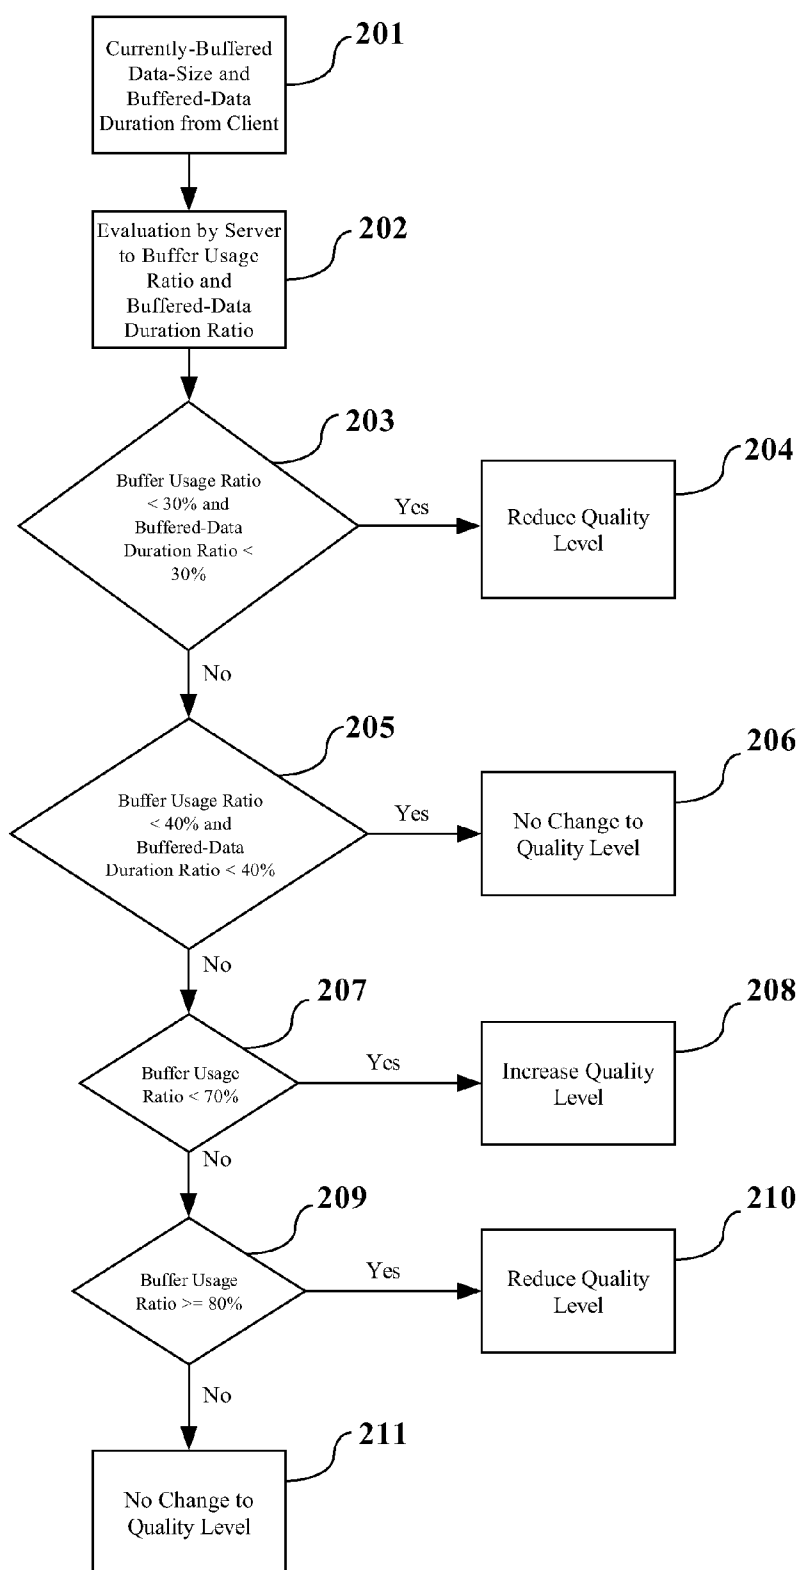 201
Currently-Buffered
Data-Size and
Buffered-Data
Duration from Client
202
Evaluation by Server
to Buffer Usage
Ratio and
Buffered-Data
Duration Ratio
203
Buffer Usage Ratio
< 30% and
Buffered-Data
Duration Ratio <
30%
Yes
204
Reduce Quality
Level
No
205
Buffer Usage Ratio
< 40% and
Buffered-Data
Duration Ratio < 40%
Yes
206
No Change to
Quality Level
No
207
Buffer Usage
Ratio < 70%
Yes
208
Increase Quality
Level
No
209
Buffer Usage
Ratio >= 80%
Yes
210
Reduce Quality
Level
No
211
No Change to
Quality Level